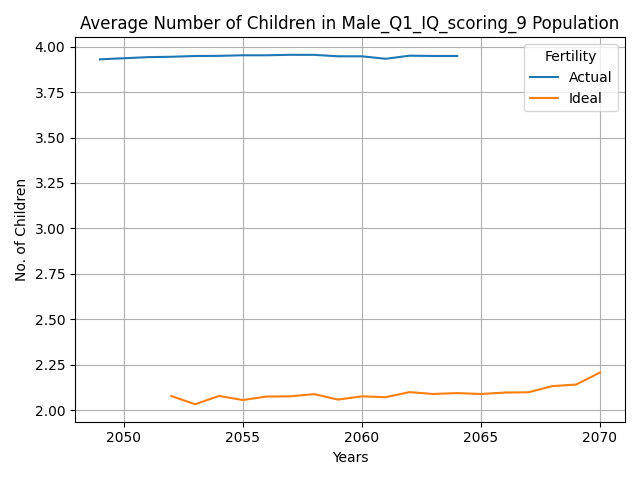 Average Number of Children in Male_Q1_IQ_scoring_9 Population
Fertility
Actual
Ideal
No. of Children
4.00
3.75
3.50
3.25
3.00
2.75
2.50
2.25
2.00
2050
2055
2060
2065
2070
Years